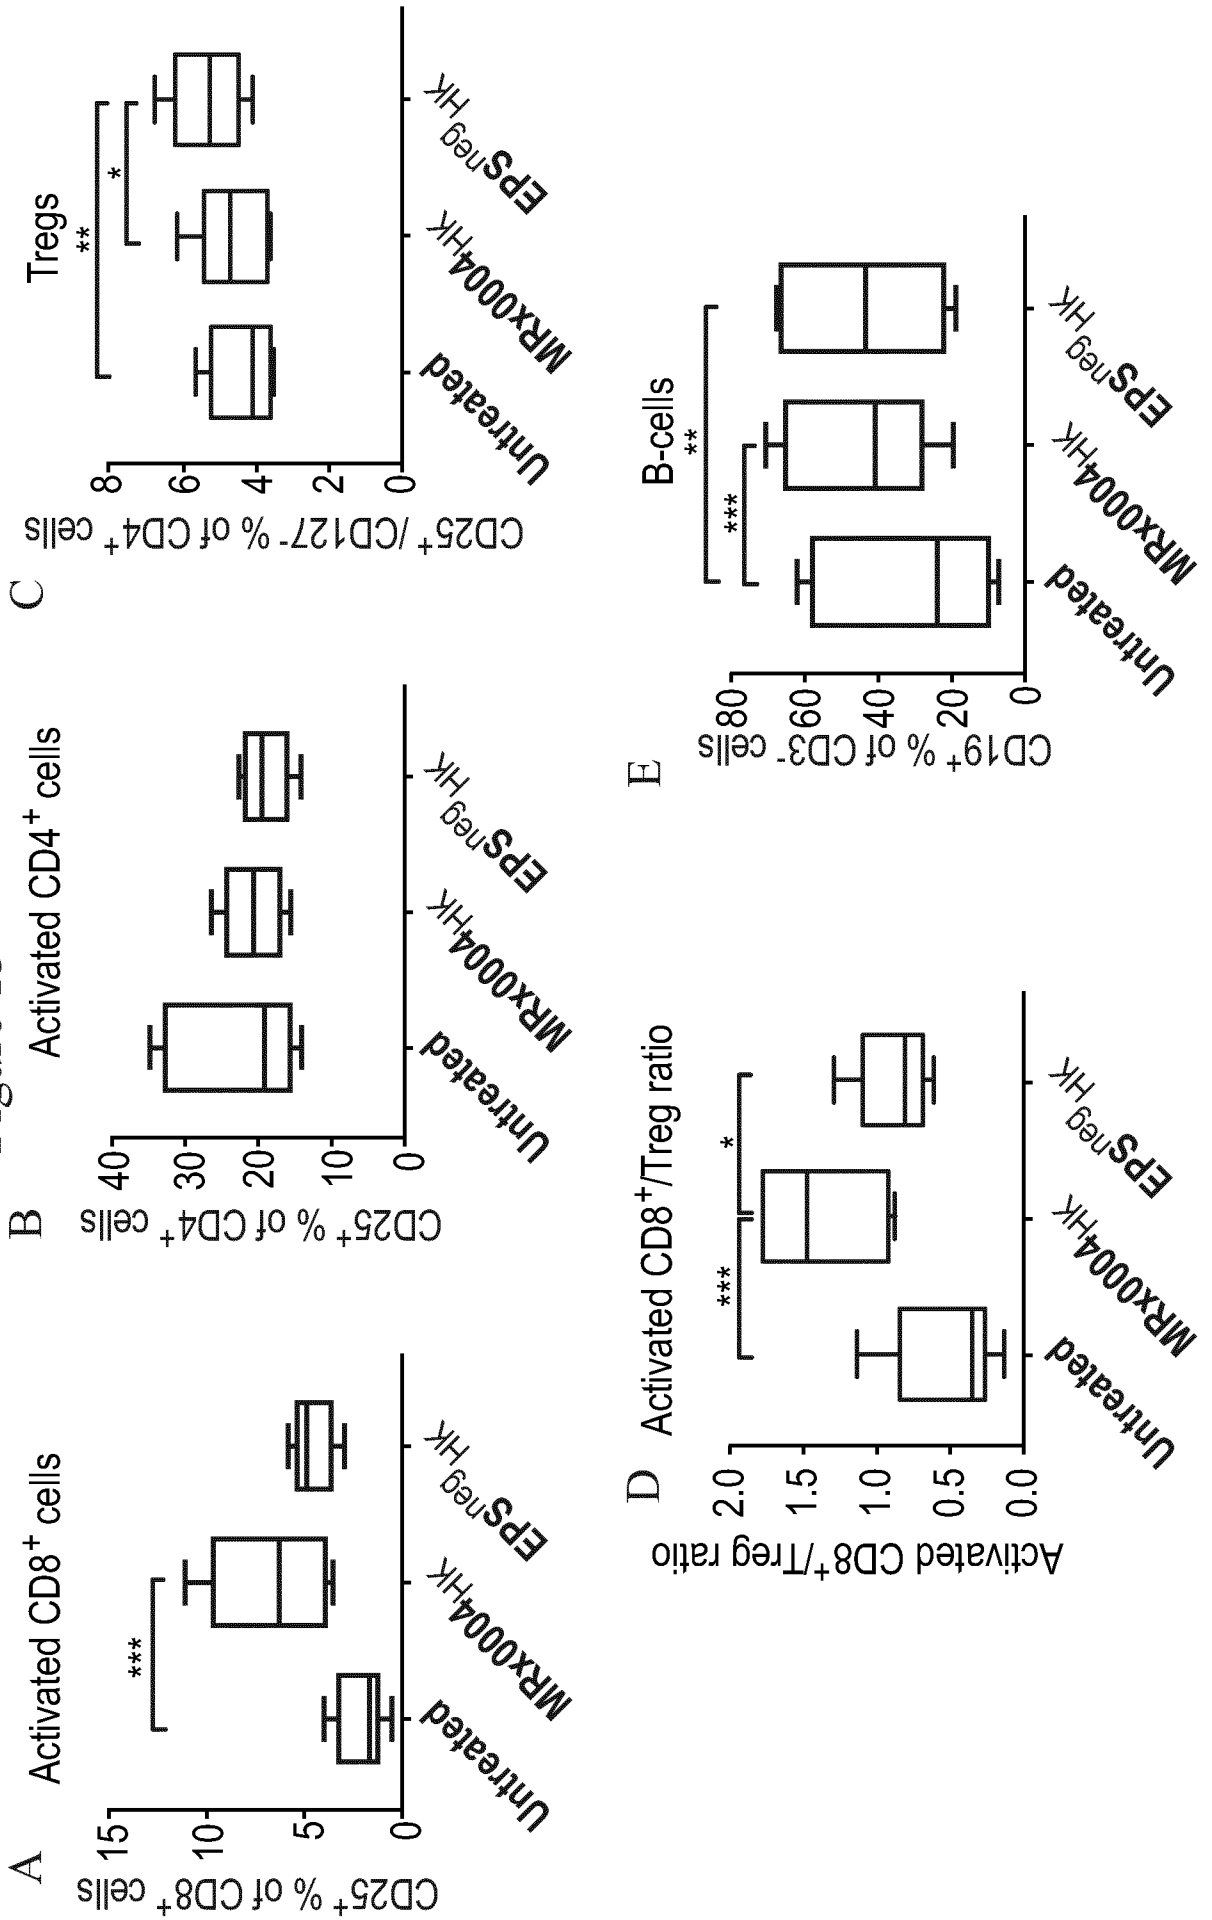 A
Activated CD8+ cells
CD25+ % of CD8+ cells
15
10
5
0
***
Untreated
MRx0004HK
EPSnegHK
B
Activated CD4+ cells
CD25+ % of CD4+ cells
40
30
20
10
0
Untreated
MRx0004HK
EPSnegHK
C
Tregs
CD25+ /CD127- % of CD4+ cells
8
6
4
2
0
**
*
Untreated
MRx0004HK
EPSnegHK
D
Activated CD8+/Treg ratio
Activated CD8+/Treg ratio
2.0
1.5
1.0
0.5
0.0
***
*
Untreated
MRx0004HK
EPSnegHK
E
B-cells
CD19+ % of CD3- cells
80
60
40
20
0
**
***
Untreated
MRx0004HK
EPSnegHK